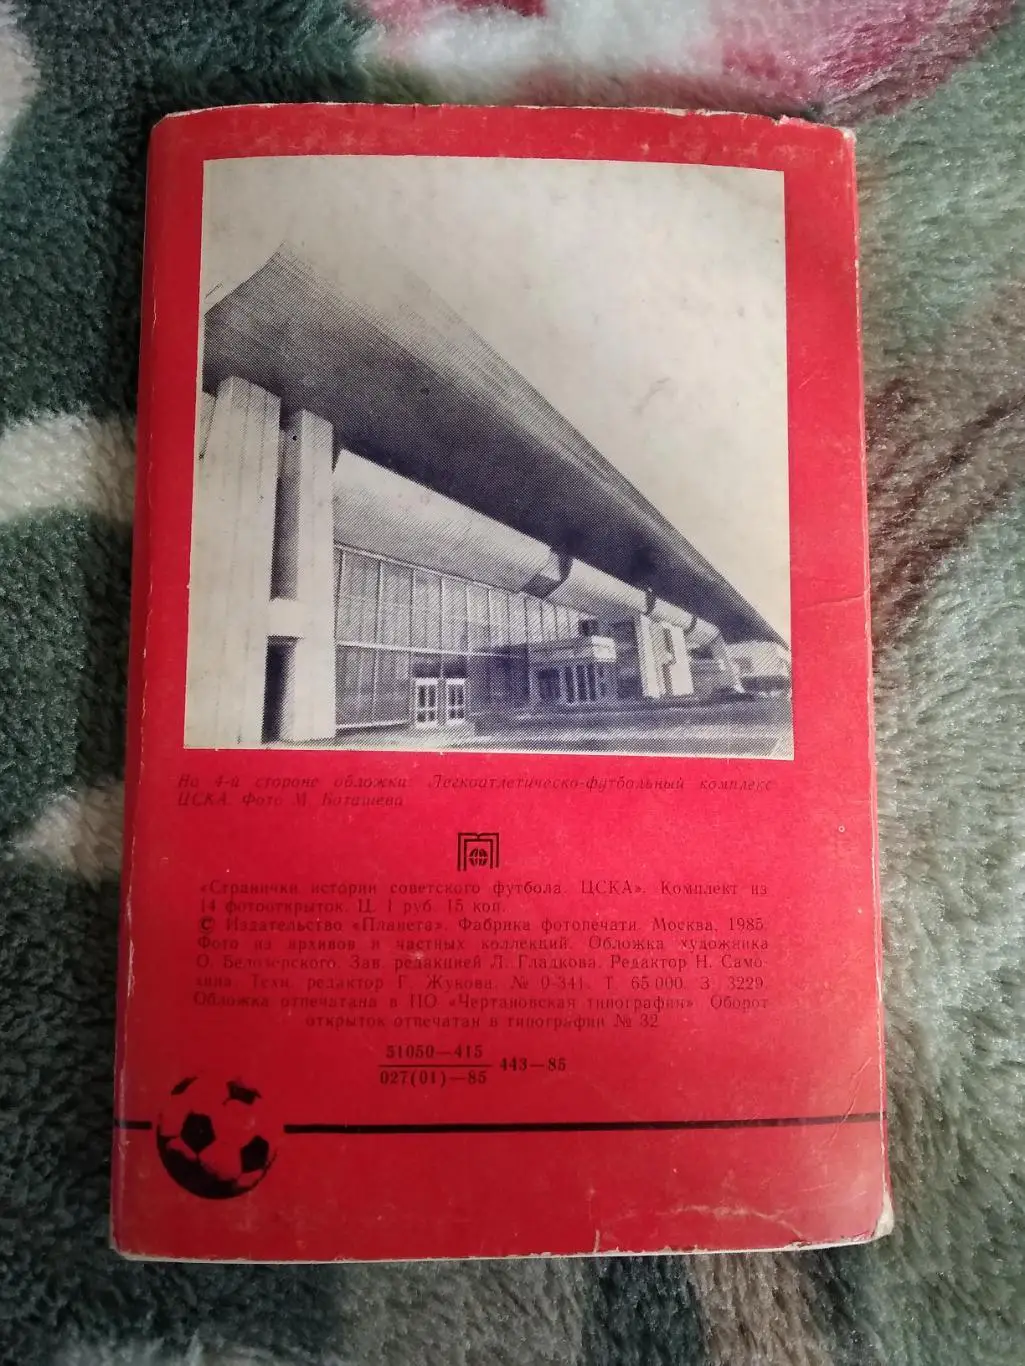 На 4-й стороне обложки: Легкоатлетическо-футбольный комплекс
ЦСКА. Фото М. Баташева
«Странички истории советского футбола. ЦСКА». Комплект из
14 фотооткрыток. Ц. 1 руб. 15 коп.
© Издательство «Планета». Фабрика фотопечати. Москва, 1985.
Фото из архивов и частных коллекций. Обложка художника
О. Белозерского. Зав. редакцией Л. Гладкова. Редактор Н. Само-
хина. Техн. редактор Г. Жукова. № 0-341. Т. 65 000. З. 3229.
Обложка отпечатана в ПО «Чертановская типография». Оборот
открыток отпечатан в типографии № 32
51050—415
027(01)—85
443—85